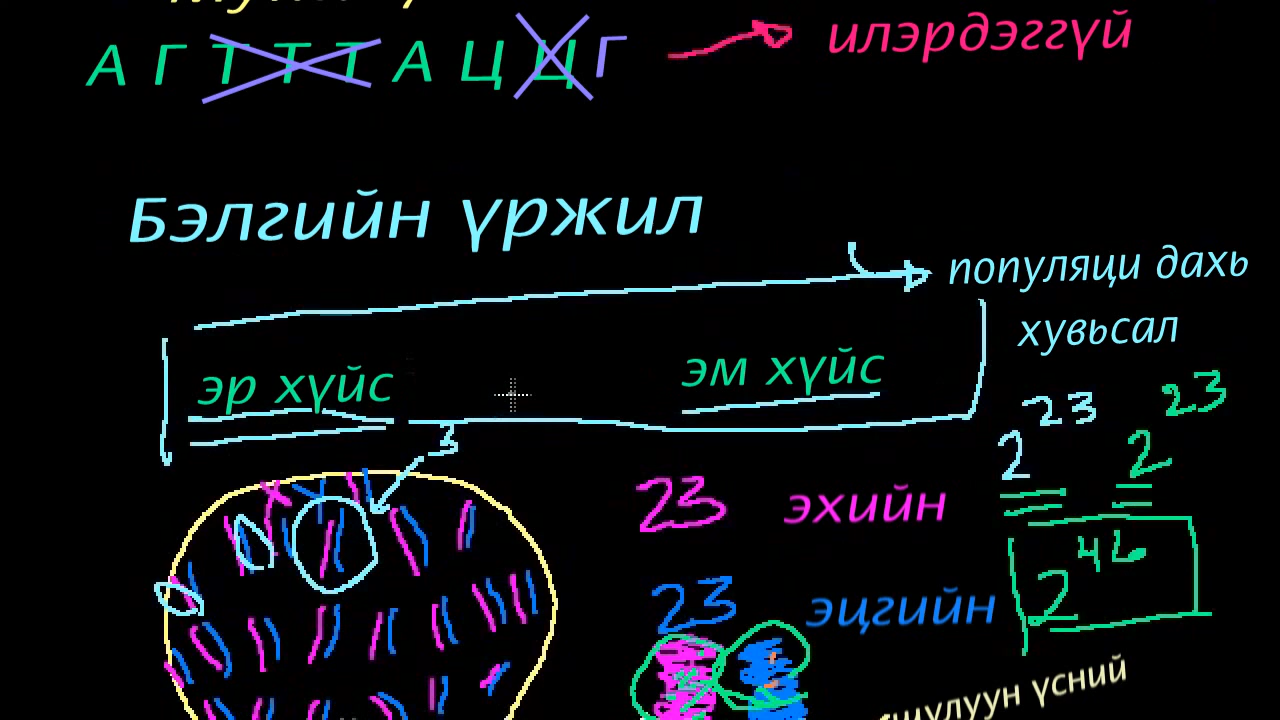 А Г Т Т Т А Ц Ц Г
илэрдэггүй
Бэлгийн үржил
популяци дахь
хувьсал
эр хүйс
эм хүйс
3
2^23 2^23
23 эхийн
2^46
23 эцгийн
шулуун үсний